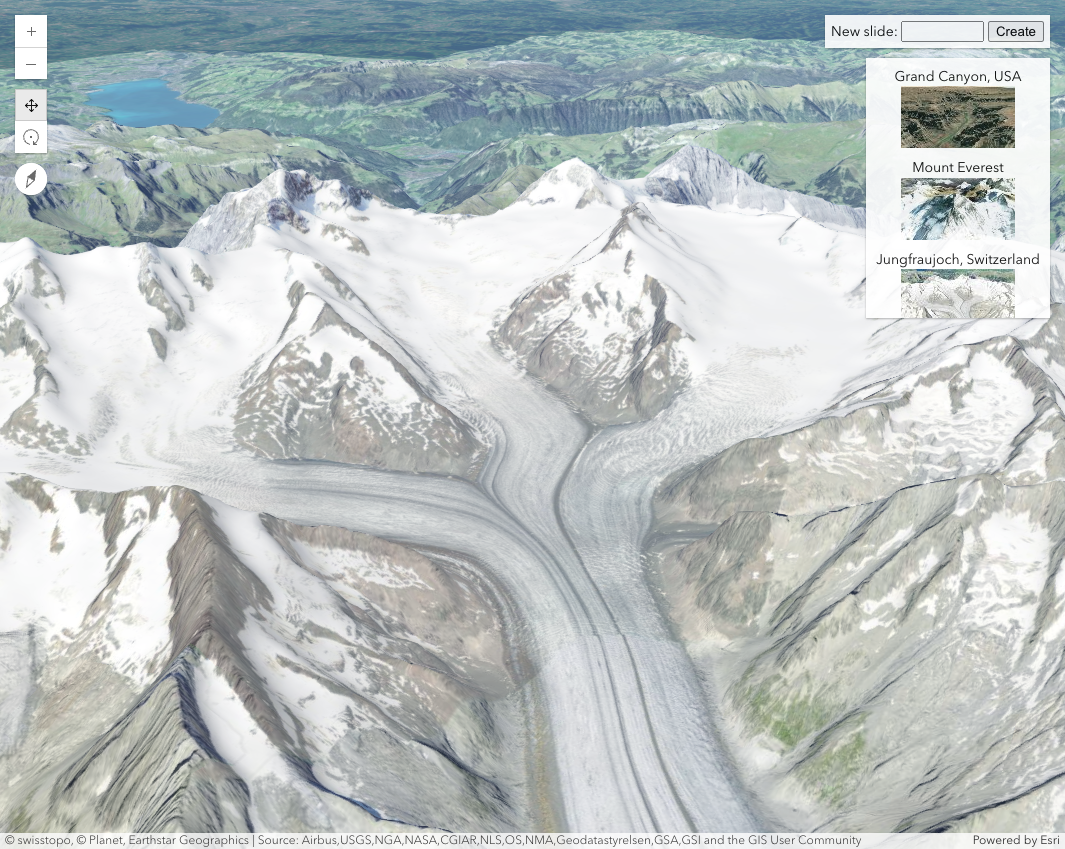 New slide: Create
Grand Canyon, USA
Mount Everest
Jungfraujoch, Switzerland
© swisstopo, © Planet, Earthstar Geographics | Source: Airbus,USGS,NGA,NASA,CGIAR,NLS,OS,NMA,Geodatastyrelsen,GSA,GSI and the GIS User Community Powered by Esri